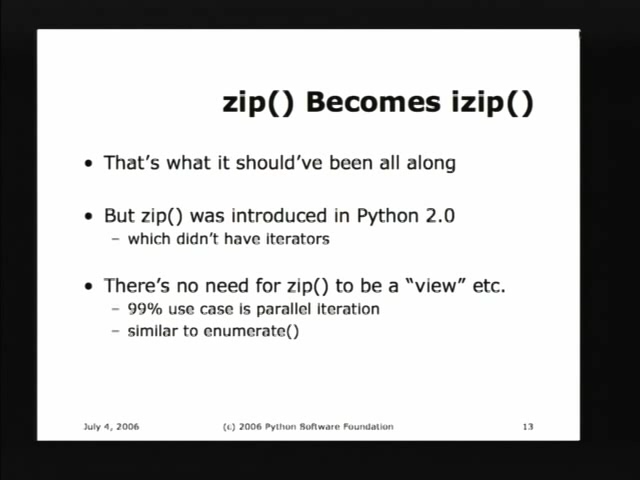 zip() Becomes izip()
• That's what it should've been all along
• But zip() was introduced in Python 2.0
– which didn't have iterators
• There's no need for zip() to be a “view” etc.
– 99% use case is parallel iteration
– similar to enumerate()
July 4, 2006 (c) 2006 Python Software Foundation 13